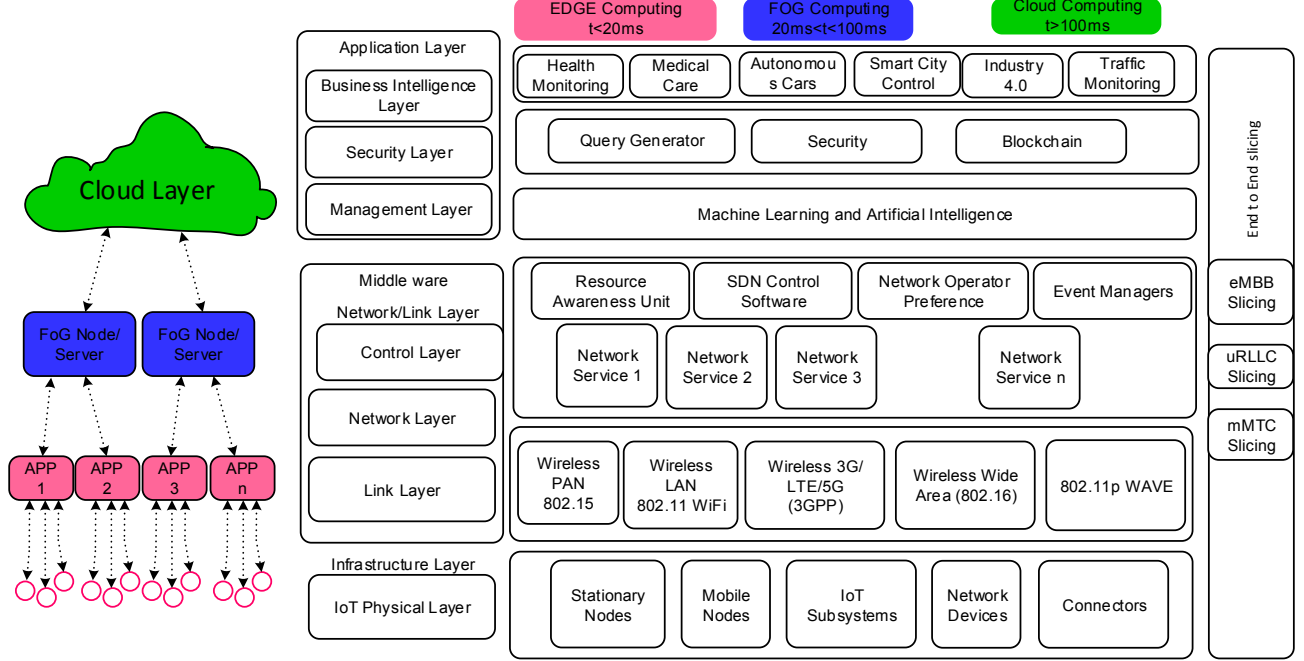 EDGE Computing
t<20ms
FOG Computing
20ms<t<100ms
Cloud Computing
t>100ms
Cloud Layer
FoG Node/
Server
FoG Node/
Server
APP
1
APP
2
APP
3
APP
n
Application Layer
Business Intelligence
Layer
Security Layer
Management Layer
Middle ware
Network/Link Layer
Control Layer
Network Layer
Link Layer
Infrastructure Layer
IoT Physical Layer
Health
Monitoring
Medical
Care
Autonomou
s Cars
Smart City
Control
Industry
4.0
Traffic
Monitoring
Query Generator
Security
Blockchain
Machine Learning and Artificial Intelligence
Resource
Awareness Unit
SDN Control
Software
Network Operator
Preference
Event Managers
Network
Service 1
Network
Service 2
Network
Service 3
Network
Service n
Wireless
PAN
802.15
Wireless
LAN
802.11 WiFi
Wireless 3G/
LTE/5G
(3GPP)
Wireless Wide
Area (802.16)
802.11p WAVE
Stationary
Nodes
Mobile
Nodes
IoT
Subsystems
Network
Devices
Connectors
End to End slicing
eMBB
Slicing
uRLLC
Slicing
mMTC
Slicing